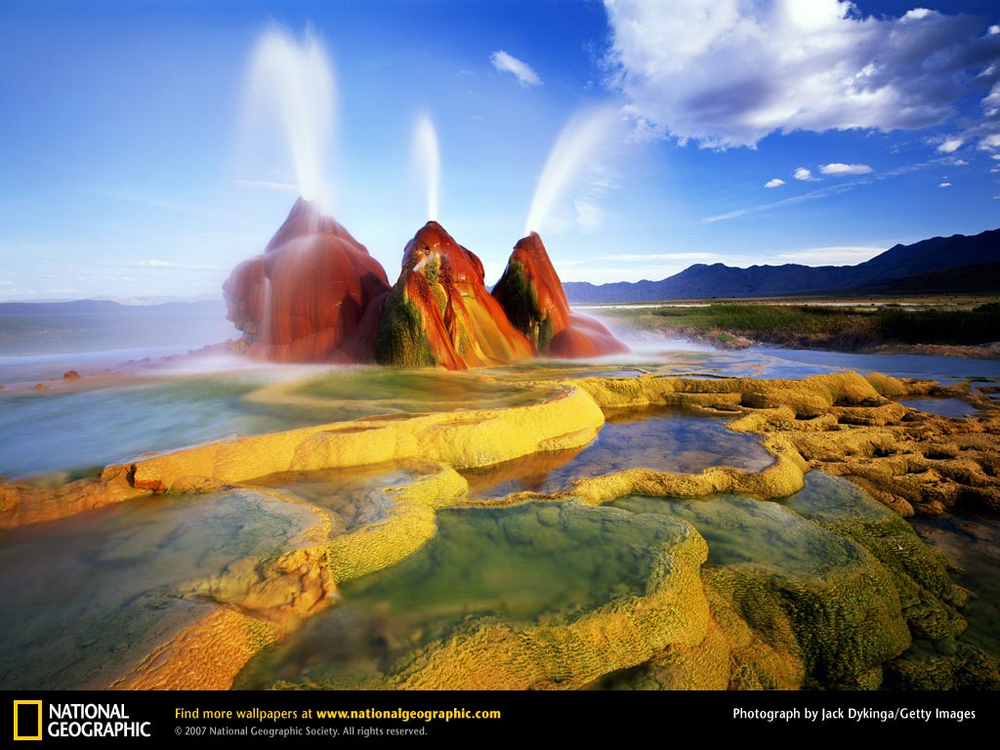 NATIONAL
GEOGRAPHIC
Find more wallpapers at www.nationalgeographic.com
© 2007 National Geographic Society. All rights reserved.
Photograph by Jack Dykinga/Getty Images